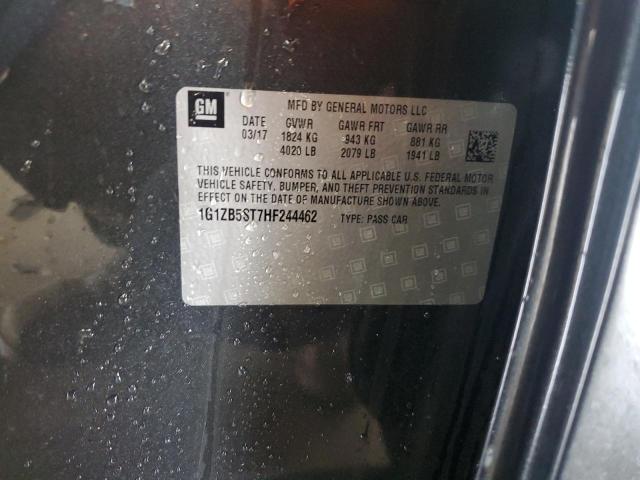 GM
MFD BY GENERAL MOTORS LLC
DATE GVWR GAWR FRT GAWR RR
03/17 1824 KG 943 KG 881 KG
4020 LB 2079 LB 1941 LB
THIS VEHICLE CONFORMS TO ALL APPLICABLE U.S. FEDERAL MOTOR
VEHICLE SAFETY, BUMPER, AND THEFT PREVENTION STANDARDS IN
EFFECT ON THE DATE OF MANUFACTURE SHOWN ABOVE.
1G1ZB5ST7HF244462 TYPE: PASS CAR